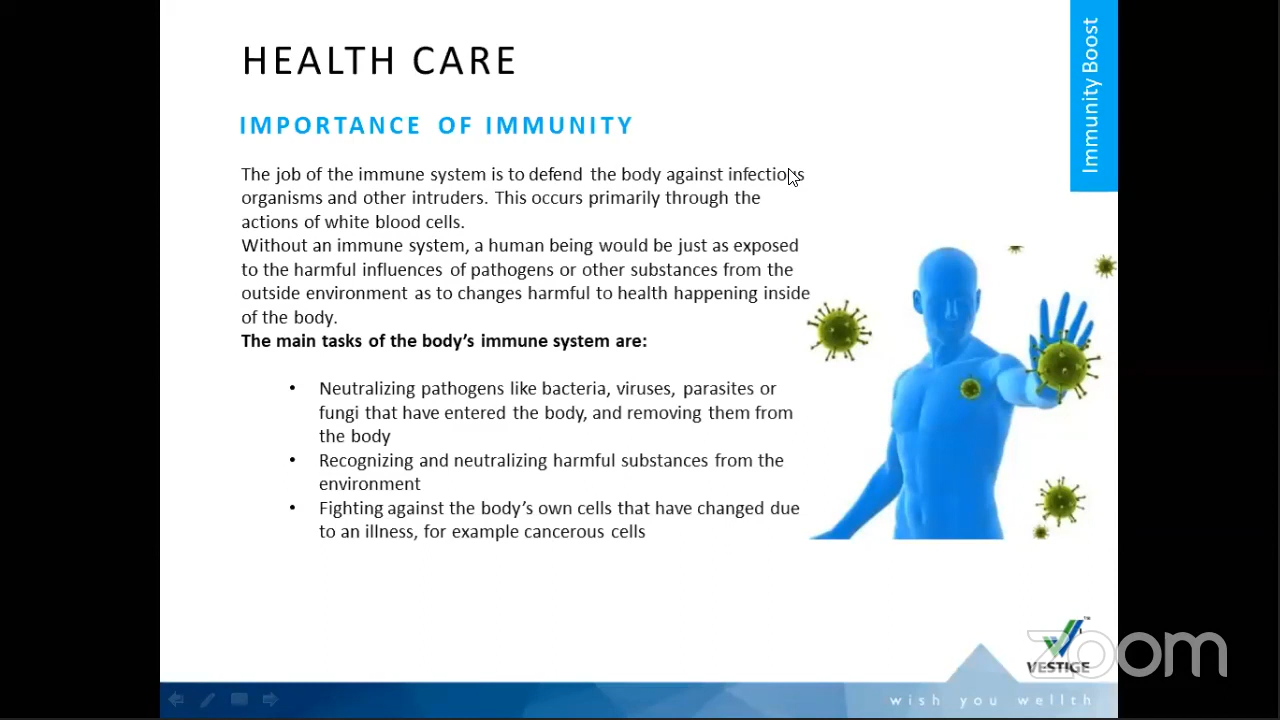 HEALTH CARE
Immunity Boost
IMPORTANCE OF IMMUNITY
The job of the immune system is to defend the body against infectious
organisms and other intruders. This occurs primarily through the
actions of white blood cells.
Without an immune system, a human being would be just as exposed
to the harmful influences of pathogens or other substances from the
outside environment as to changes harmful to health happening inside
of the body.
The main tasks of the body's immune system are:
• Neutralizing pathogens like bacteria, viruses, parasites or
fungi that have entered the body, and removing them from
the body
• Recognizing and neutralizing harmful substances from the
environment
• Fighting against the body's own cells that have changed due
to an illness, for example cancerous cells
TM
VESTIGE
zoom
wish you wellth